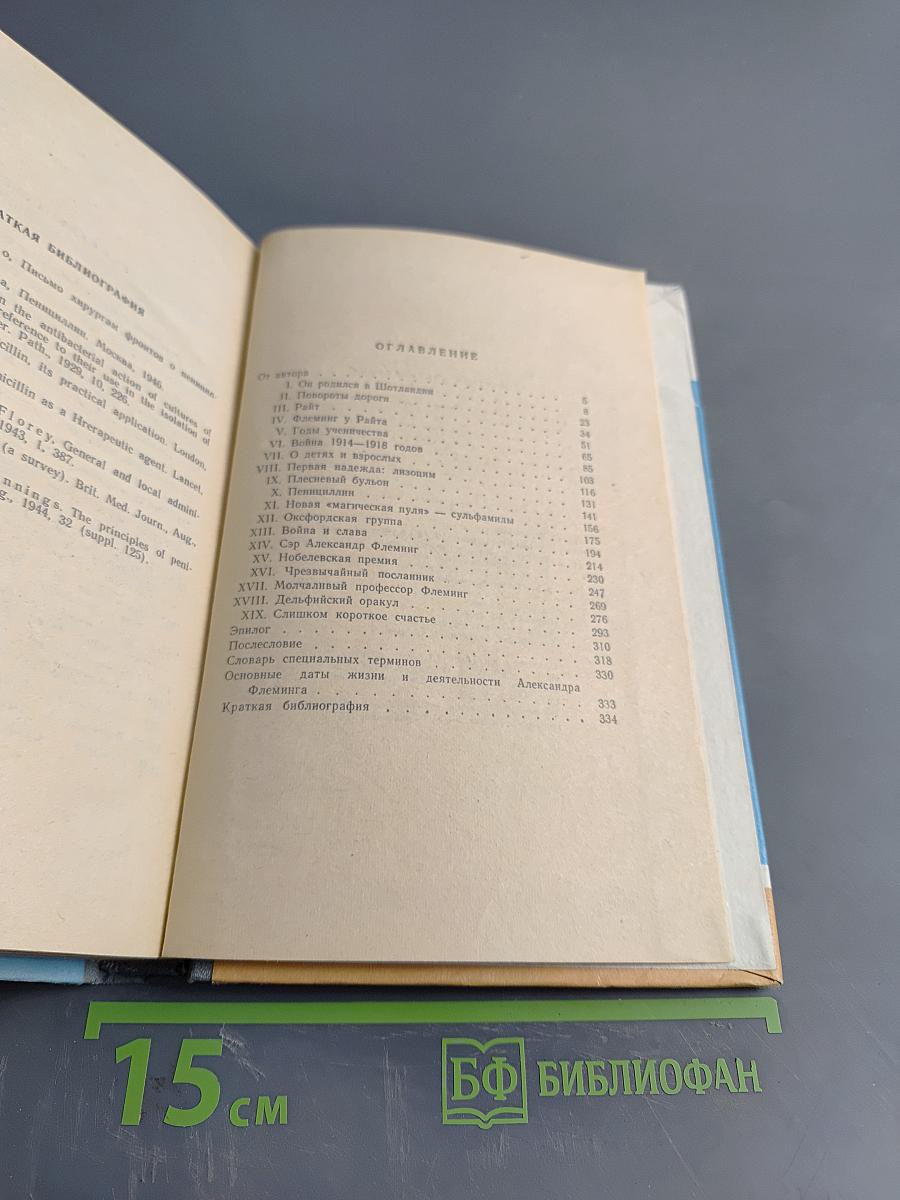 АТКАЯ БИБЛИОГРАФИЯ
о, Письмо хирургам фронтов о пеницил-
а, Пенициллин. Москва, 1946.
n the antibacterial action of cultures of
reference to their use in the isolation of
er. Path., 1929, 10, 226.
icillin, its practical application. London,
nicillin as a Hrerapeutic agent. Lancet,
Florey, General and local admini-
1943, I, 387.
(a survey). Brit. Med. Journ., Aug.,
nnings. The principles of peni-
g., 1944, 32 (suppl. 125).
ОГЛАВЛЕНИЕ
От автора . . . 5
I. Он родился в Шотландии . . . 8
II. Повороты дороги . . . 23
III. Райт . . . 34
IV. Флеминг у Райта . . . 51
V. Годы ученичества . . . 65
VI. Война 1914—1918 годов . . . 85
VII. О детях и взрослых . . . 103
VIII. Первая надежда: лизоцим . . . 116
IX. Плесневый бульон . . . 131
X. Пенициллин . . . 141
XI. Новая «магическая пуля» — сульфамиды . . . 156
XII. Оксфордская группа . . . 175
XIII. Война и слава . . . 194
XIV. Сэр Александр Флеминг . . . 214
XV. Нобелевская премия . . . 230
XVI. Чрезвычайный посланник . . . 247
XVII. Молчаливый профессор Флеминг . . . 269
XVIII. Дельфийский оракул . . . 276
XIX. Слишком короткое счастье . . . 293
Эпилог . . . 310
Послесловие . . . 318
Словарь специальных терминов . . . 330
Основные даты жизни и деятельности Александра
Флеминга . . . 333
Краткая библиография . . . 334
15 см
БФ БИБЛИОФАН